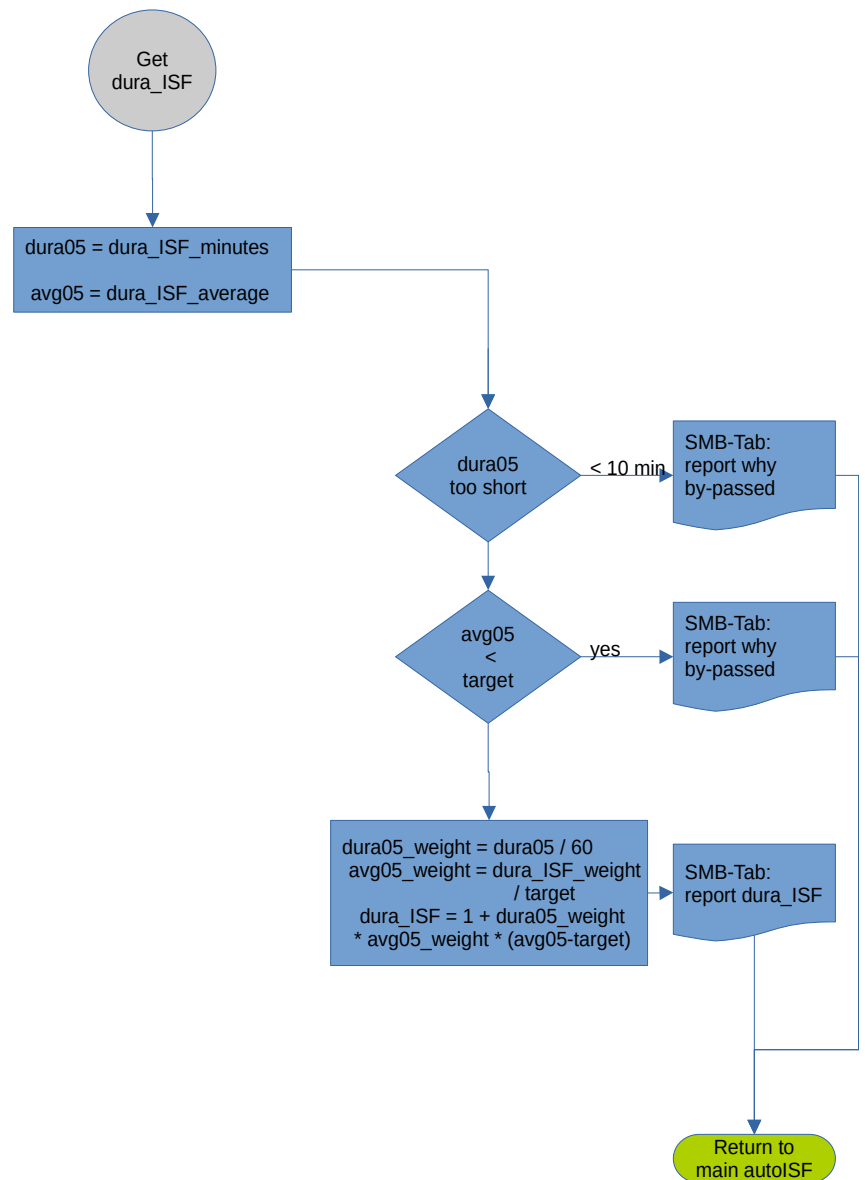 Get
dura_ISF
dura05 = dura_ISF_minutes
avg05 = dura_ISF_average
dura05
too short
< 10 min
SMB-Tab:
report why
by-passed
avg05
<
target
yes
SMB-Tab:
report why
by-passed
dura05_weight = dura05 / 60
avg05_weight = dura_ISF_weight
/ target
dura_ISF = 1 + dura05_weight
* avg05_weight * (avg05-target)
SMB-Tab:
report dura_ISF
Return to
main autoISF